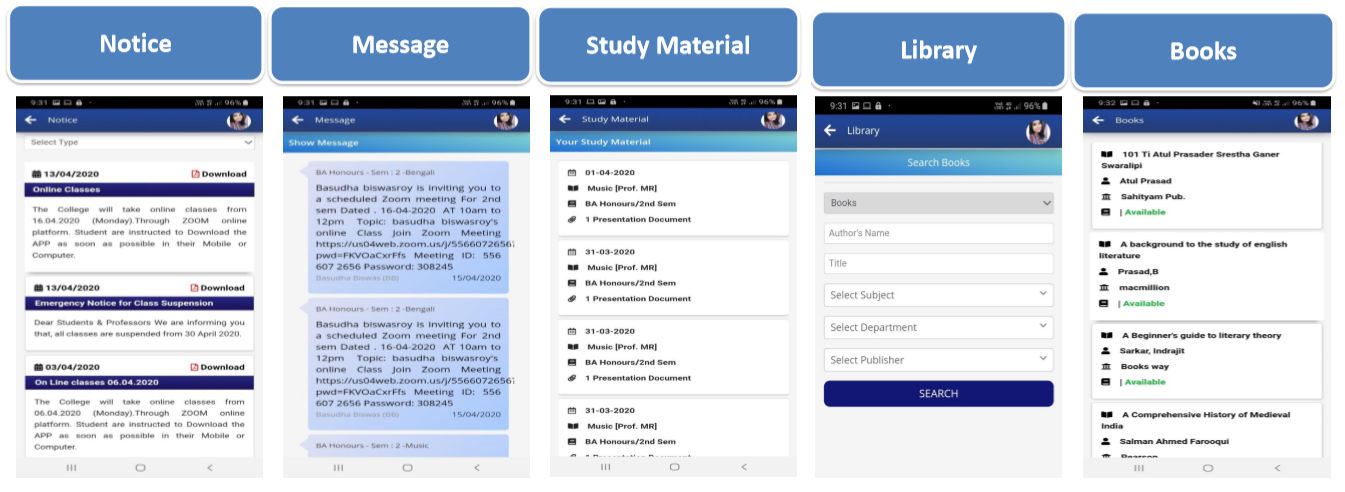 Notice
9:31
96%
Notice
Select Type
13/04/2020 Download
Online Classes
The College will take online classes from
16.04.2020 (Monday).Through ZOOM online
platform. Student are instructed to Download the
APP as soon as possible in their Mobile or
Computer.
13/04/2020 Download
Emergency Notice for Class Suspension
Dear Students & Professors We are informing you
that, all classes are suspended from 30 April 2020.
03/04/2020 Download
On Line classes 06.04.2020
The College will take online classes from
06.04.2020 (Monday).Through ZOOM online
platform. Student are instructed to Download the
APP as soon as possible in their Mobile or
Computer.
Message
9:31
96%
Message
Show Message
BA Honours - Sem : 2 -Bengali
Basudha biswasroy is inviting you to
a scheduled Zoom meeting For 2nd
sem Dated . 16-04-2020 AT 10am to
12pm Topic: basudha biswasroy's
online Class Join Zoom Meeting
https://us04web.zoom.us/j/5566072656?
pwd=FKVOaCxrFfs Meeting ID: 556
607 2656 Password: 308245
Basudha Biswas (BB) 15/04/2020
BA Honours - Sem : 2 -Bengali
Basudha biswasroy is inviting you to
a scheduled Zoom meeting For 2nd
sem Dated . 16-04-2020 AT 10am to
12pm Topic: basudha biswasroy's
online Class Join Zoom Meeting
https://us04web.zoom.us/j/5566072656?
pwd=FKVOaCxrFfs Meeting ID: 556
607 2656 Password: 308245
Basudha Biswas (BB) 15/04/2020
BA Honours - Sem : 2 -Music
Study Material
9:31
96%
Study Material
Your Study Material
01-04-2020
Music [Prof. MR]
BA Honours/2nd Sem
1 Presentation Document
31-03-2020
Music [Prof. MR]
BA Honours/2nd Sem
1 Presentation Document
31-03-2020
Music [Prof. MR]
BA Honours/2nd Sem
1 Presentation Document
31-03-2020
Music [Prof. MR]
BA Honours/2nd Sem
1 Presentation Document
Library
9:31
96%
Library
Search Books
Books
Author's Name
Title
Select Subject
Select Department
Select Publisher
SEARCH
Books
9:32
96%
Books
101 Ti Atul Prasader Srestha Ganer
Swaralipi
Atul Prasad
Sahityam Pub.
| Available
A background to the study of english
literature
Prasad,B
macmillion
| Available
A Beginner's guide to literary theory
Sarkar, Indrajit
Books way
| Available
A Comprehensive History of Medieval
India
Salman Ahmed Farooqui
Pearson